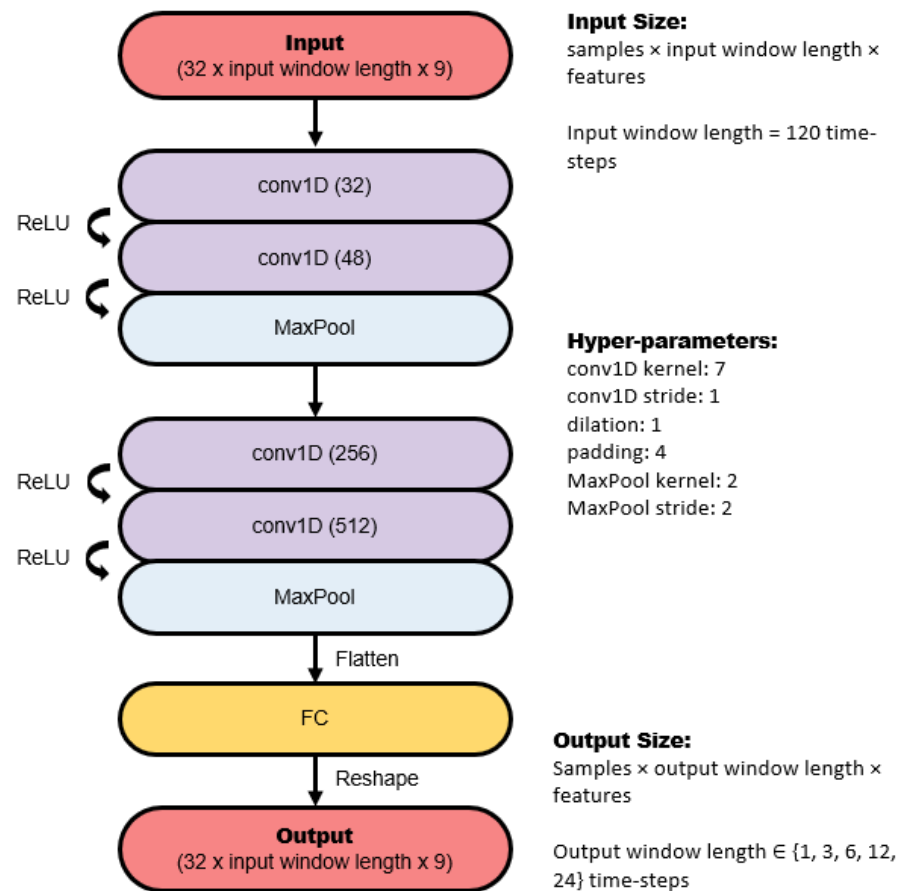 Input
(32 x input window length x 9)
Input Size:
samples × input window length ×
features
Input window length = 120 time-
steps
conv1D (32)
ReLU
conv1D (48)
ReLU
MaxPool
Hyper-parameters:
conv1D kernel: 7
conv1D stride: 1
dilation: 1
padding: 4
MaxPool kernel: 2
MaxPool stride: 2
conv1D (256)
ReLU
conv1D (512)
ReLU
MaxPool
Flatten
FC
Reshape
Output
(32 x input window length x 9)
Output Size:
Samples × output window length ×
features
Output window length ∈ {1, 3, 6, 12,
24} time-steps